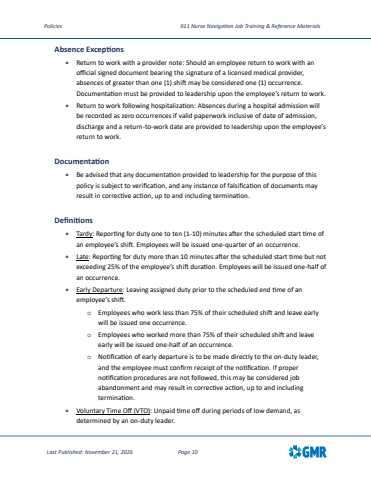 Policies 911 Nurse Navigation Job Training & Reference Materials
Absence Exceptions
• Return to work with a provider note: Should an employee return to work with an
official signed document bearing the signature of a licensed medical provider,
absences of greater than one (1) shift may be considered one (1) occurrence.
Documentation must be provided to leadership upon the employee's return to work.
• Return to work following hospitalization: Absences during a hospital admission will
be recorded as zero occurrences if valid paperwork inclusive of date of admission,
discharge and a return-to-work date are provided to leadership upon the employee's
return to work.
Documentation
• Be advised that any documentation provided to leadership for the purpose of this
policy is subject to verification, and any instance of falsification of documents may
result in corrective action, up to and including termination.
Definitions
• Tardy: Reporting for duty one to ten (1-10) minutes after the scheduled start time of
an employee's shift. Employees will be issued one-quarter of an occurrence.
• Late: Reporting for duty more than 10 minutes after the scheduled start time but not
exceeding 25% of the employee's shift duration. Employees will be issued one-half of
an occurrence.
• Early Departure: Leaving assigned duty prior to the scheduled end time of an
employee's shift.
o Employees who work less than 75% of their scheduled shift and leave early
will be issued one occurrence.
o Employees who worked more than 75% of their scheduled shift and leave
early will be issued one-half of an occurrence.
o Notification of early departure is to be made directly to the on-duty leader,
and the employee must confirm receipt of the notification. If proper
notification procedures are not followed, this may be considered job
abandonment and may result in corrective action, up to and including
termination.
• Voluntary Time Off (VTO): Unpaid time off during periods of low demand, as
determined by an on-duty leader.
Last Published: November 21, 2026 Page 10 GMR